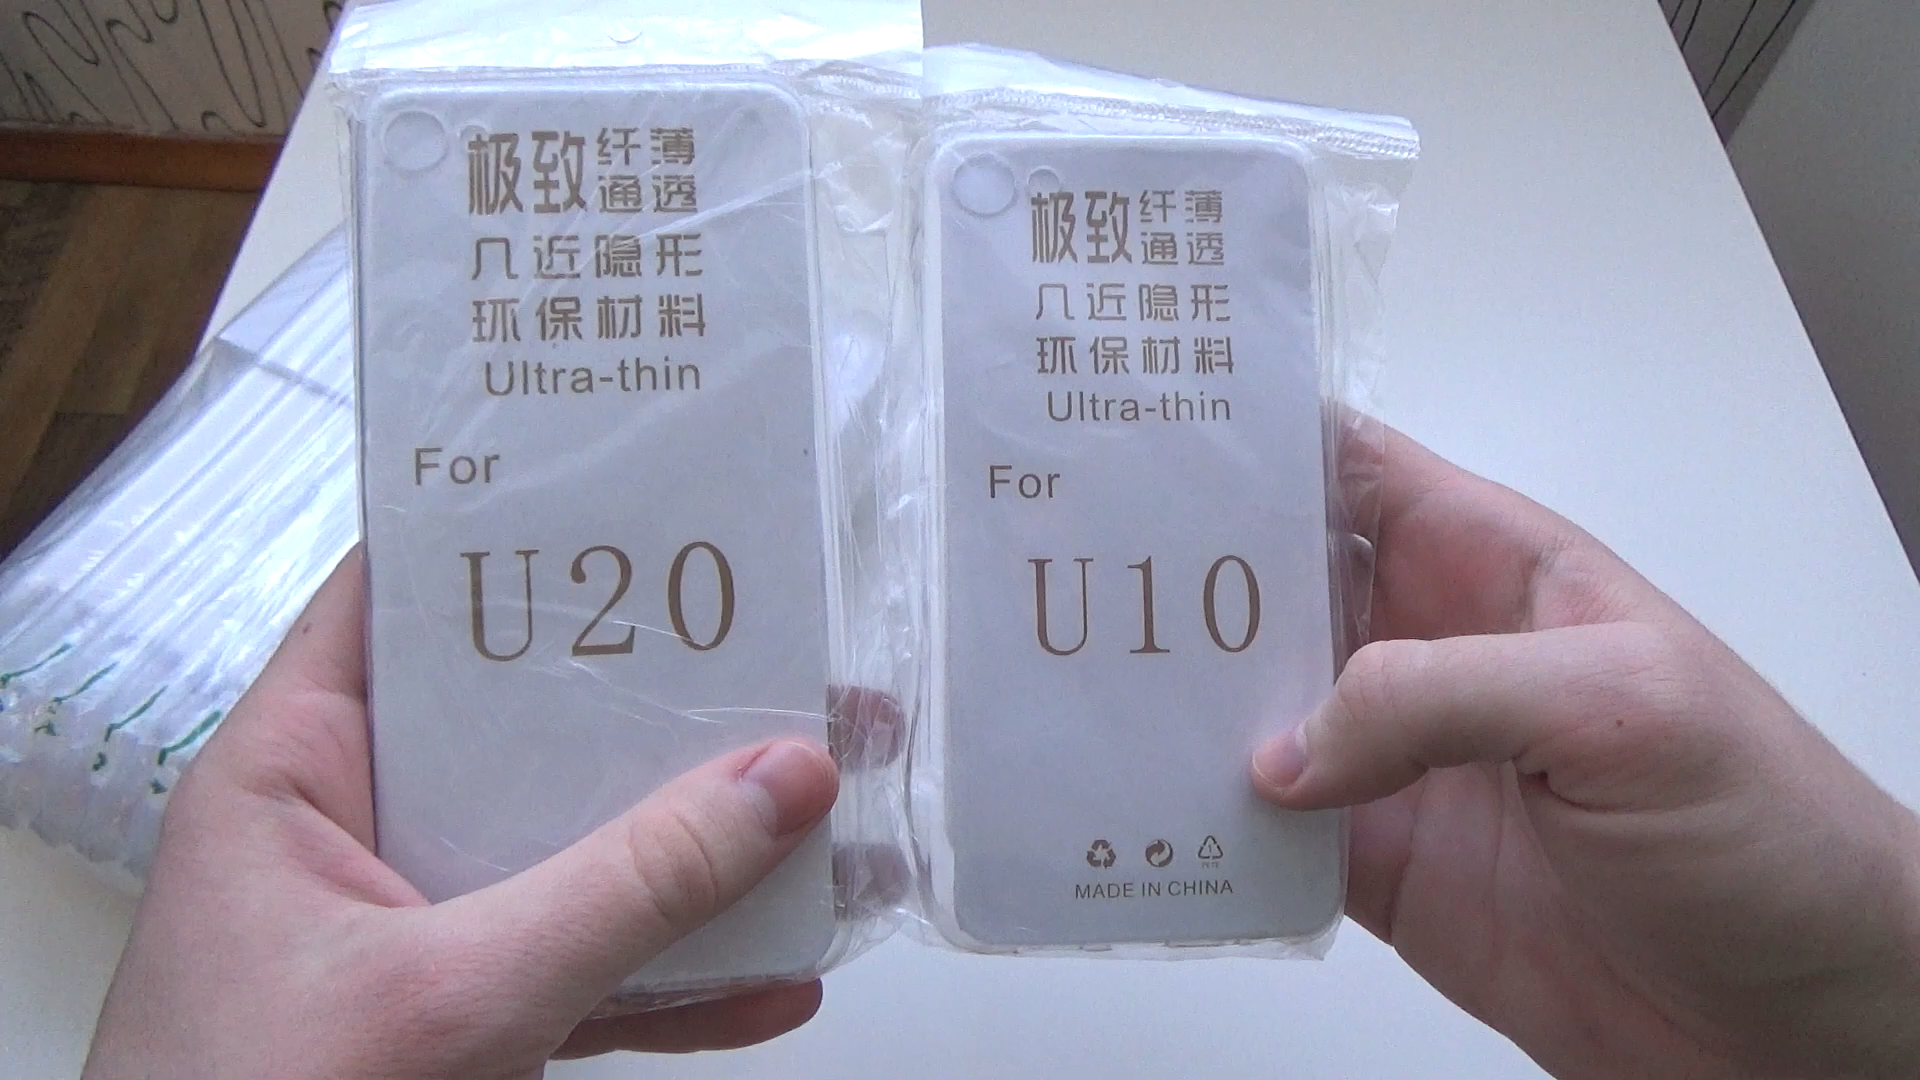 极致纤薄
通透
几近隐形
环保材料
Ultra-thin
For
U20
极致纤薄
通透
几近隐形
环保材料
Ultra-thin
For
U10
MADE IN CHINA